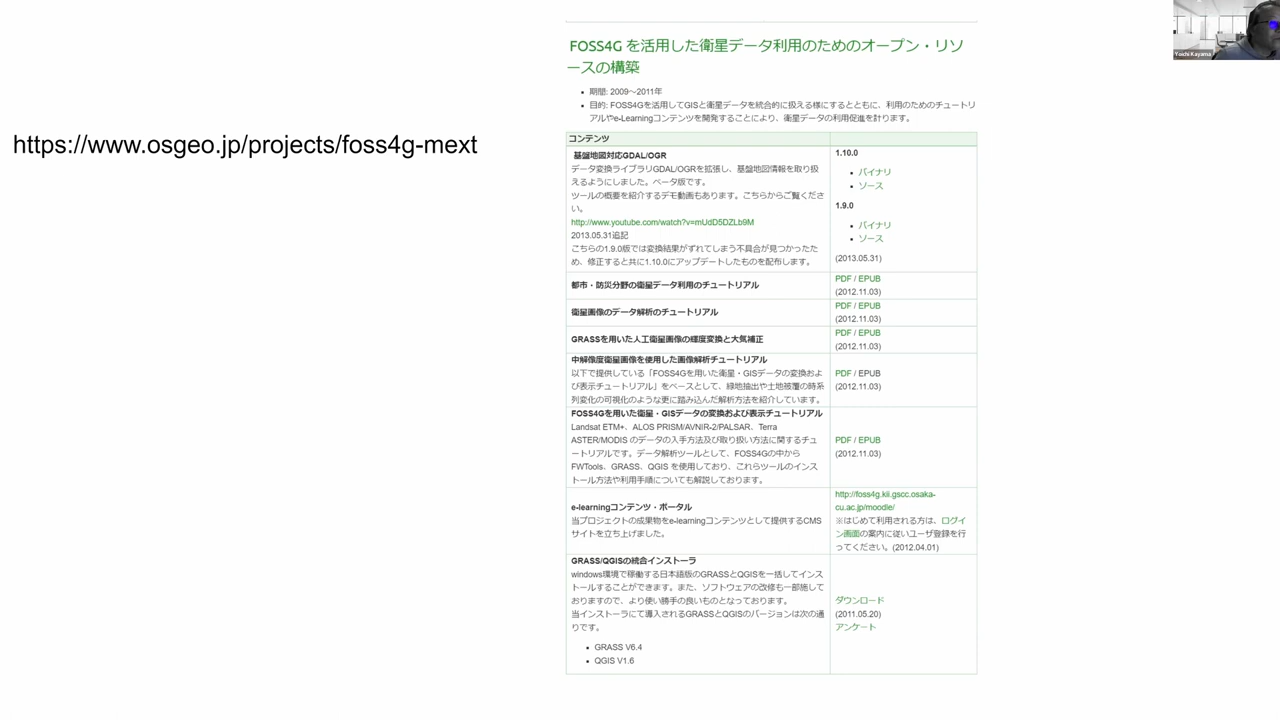 https://www.osgeo.jp/projects/foss4g-mext
FOSS4G を活用した衛星データ利用のためのオープン・リソ
ースの構築
• 期間: 2009〜2011年
• 目的: FOSS4Gを活用してGISと衛星データを統合的に扱える様にするとともに、利用のためのチュートリ
アルやe-Learningコンテンツを開発することにより、衛星データの利用促進を計ります。
コンテンツ
基盤地図対応GDAL/OGR
データ変換ライブラリGDAL/OGRを拡張し、基盤地図情報を取り扱
えるようにしました。ベータ版です。
ツールの概要を紹介するデモ動画もあります。こちらからご覧くださ
い。
http://www.youtube.com/watch?v=mUdD5DZLb9M
2013.05.31追記
こちらの1.9.0版では変換結果がずれてしまう不具合が見つかったた
め、修正すると共に1.10.0にアップデートしたものを配布します。
1.10.0
• バイナリ
• ソース
1.9.0
• バイナリ
• ソース
(2013.05.31)
都市・防災分野の衛星データ利用のチュートリアル
PDF / EPUB
(2012.11.03)
衛星画像のデータ解析のチュートリアル
PDF / EPUB
(2012.11.03)
GRASSを用いた人工衛星画像の輝度変換と大気補正
PDF / EPUB
(2012.11.03)
中解像度衛星画像を使用した画像解析チュートリアル
以下で提供している「FOSS4Gを用いた衛星・GISデータの変換およ
び表示チュートリアル」をベースとして、緑地抽出や土地被覆の時系
列変化の可視化のような更に踏み込んだ解析方法を紹介しています。
PDF / EPUB
(2012.11.03)
FOSS4Gを用いた衛星・GISデータの変換および表示チュートリアル
Landsat ETM+、ALOS PRISM/AVNIR-2/PALSAR、Terra
ASTER/MODIS のデータの入手方法及び取り扱い方法に関するチュ
ートリアルです。データ解析ツールとして、FOSS4Gの中から
FWTools、GRASS、QGIS を使用しており、これらツールのインス
トール方法や利用手順についても解説しております。
PDF / EPUB
(2012.11.03)
e-learningコンテンツ・ポータル
当プロジェクトの成果物をe-learningコンテンツとして提供するCMS
サイトを立ち上げました。
http://foss4g.kii.gscc.osaka-
cu.ac.jp/moodle/
※はじめて利用される方は、ログイ
ン画面の案内に従いユーザ登録を行
ってください。(2012.04.01)
GRASS/QGISの統合インストーラ
windows環境で稼働する日本語版のGRASSとQGISを一括してインス
トールすることができます。また、ソフトウェアの改修も一部施して
おりますので、より使い勝手の良いものとなっております。
当インストーラにて導入されるGRASSとQGISのバージョンは次の通
りです。
• GRASS V6.4
• QGIS V1.6
ダウンロード
(2011.05.20)
アンケート
Yoichi Kayama